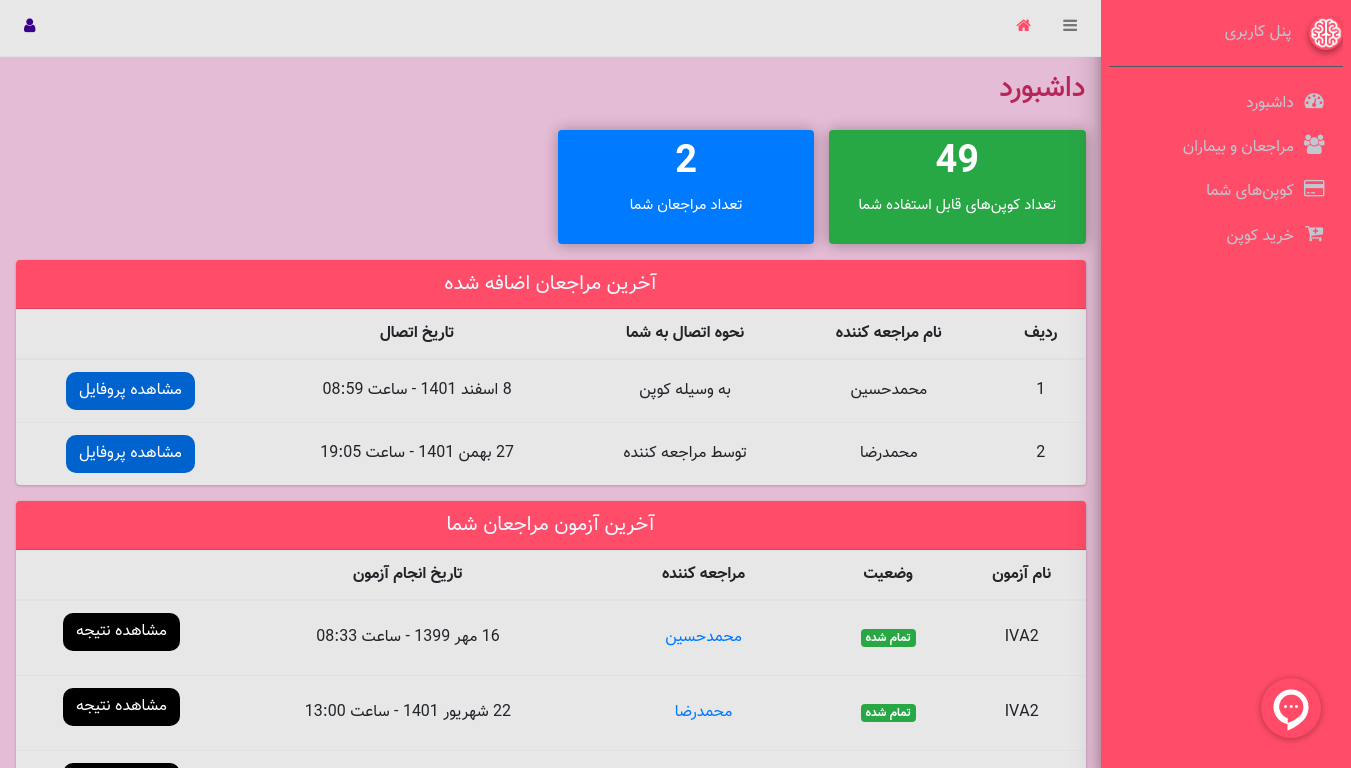 پنل کاربری
داشبورد
مراجعان و بیماران
کوپن‌های شما
خرید کوپن
داشبورد
49
تعداد کوپن‌های قابل استفاده شما
2
تعداد مراجعان شما
آخرین مراجعان اضافه شده
ردیف نام مراجعه کننده نحوه اتصال به شما تاریخ اتصال
1 محمدحسین به وسیله کوپن 8 اسفند 1401 - ساعت 08:59 مشاهده پروفایل
2 محمدرضا توسط مراجعه کننده 27 بهمن 1401 - ساعت 19:05 مشاهده پروفایل
آخرین آزمون مراجعان شما
نام آزمون وضعیت مراجعه کننده تاریخ انجام آزمون
IVA2 تمام شده محمدحسین 16 مهر 1399 - ساعت 08:33 مشاهده نتیجه
IVA2 تمام شده محمدرضا 22 شهریور 1401 - ساعت 13:00 مشاهده نتیجه